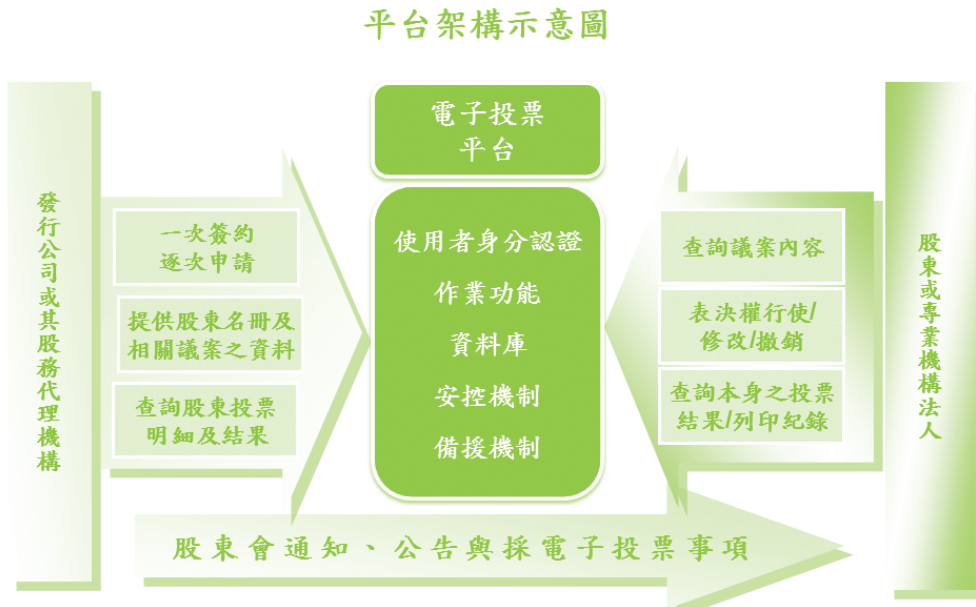 平台架構示意圖
發行公司或其股務代理機構
一次簽約
逐次申請
提供股東名冊及
相關議案之資料
查詢股東投票
明細及結果
電子投票
平台
使用者身分認證
作業功能
資料庫
安控機制
備援機制
查詢議案內容
表決權行使/
修改/撤銷
查詢本身之投票
結果/列印紀錄
股東或專業機構法人
股東會通知、公告與採電子投票事項